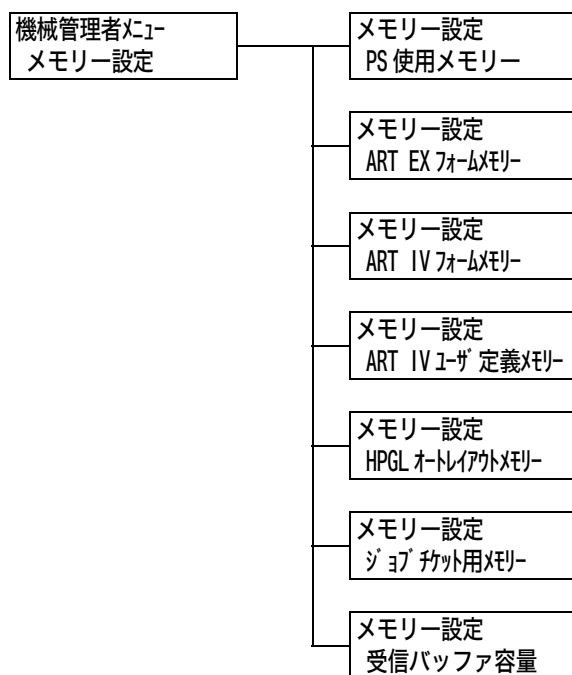 機械管理者ﾒﾆｭｰ
メモリー設定
メモリー設定
PS 使用メモリー
メモリー設定
ART EX ﾌｫｰﾑﾒﾓﾘｰ
メモリー設定
ART IV ﾌｫｰﾑﾒﾓﾘｰ
メモリー設定
ART IV ﾕｰｻﾞ定義ﾒﾓﾘｰ
メモリー設定
HPGL ｵｰﾄﾚｲｱｳﾄﾒﾓﾘｰ
メモリー設定
ｼﾞｮﾌﾞﾁｹｯﾄ用ﾒﾓﾘｰ
メモリー設定
受信バッファ容量